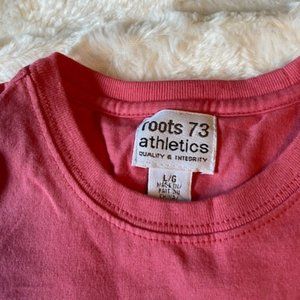 roots 73
athletics
QUALITY & INTEGRITY
L/G